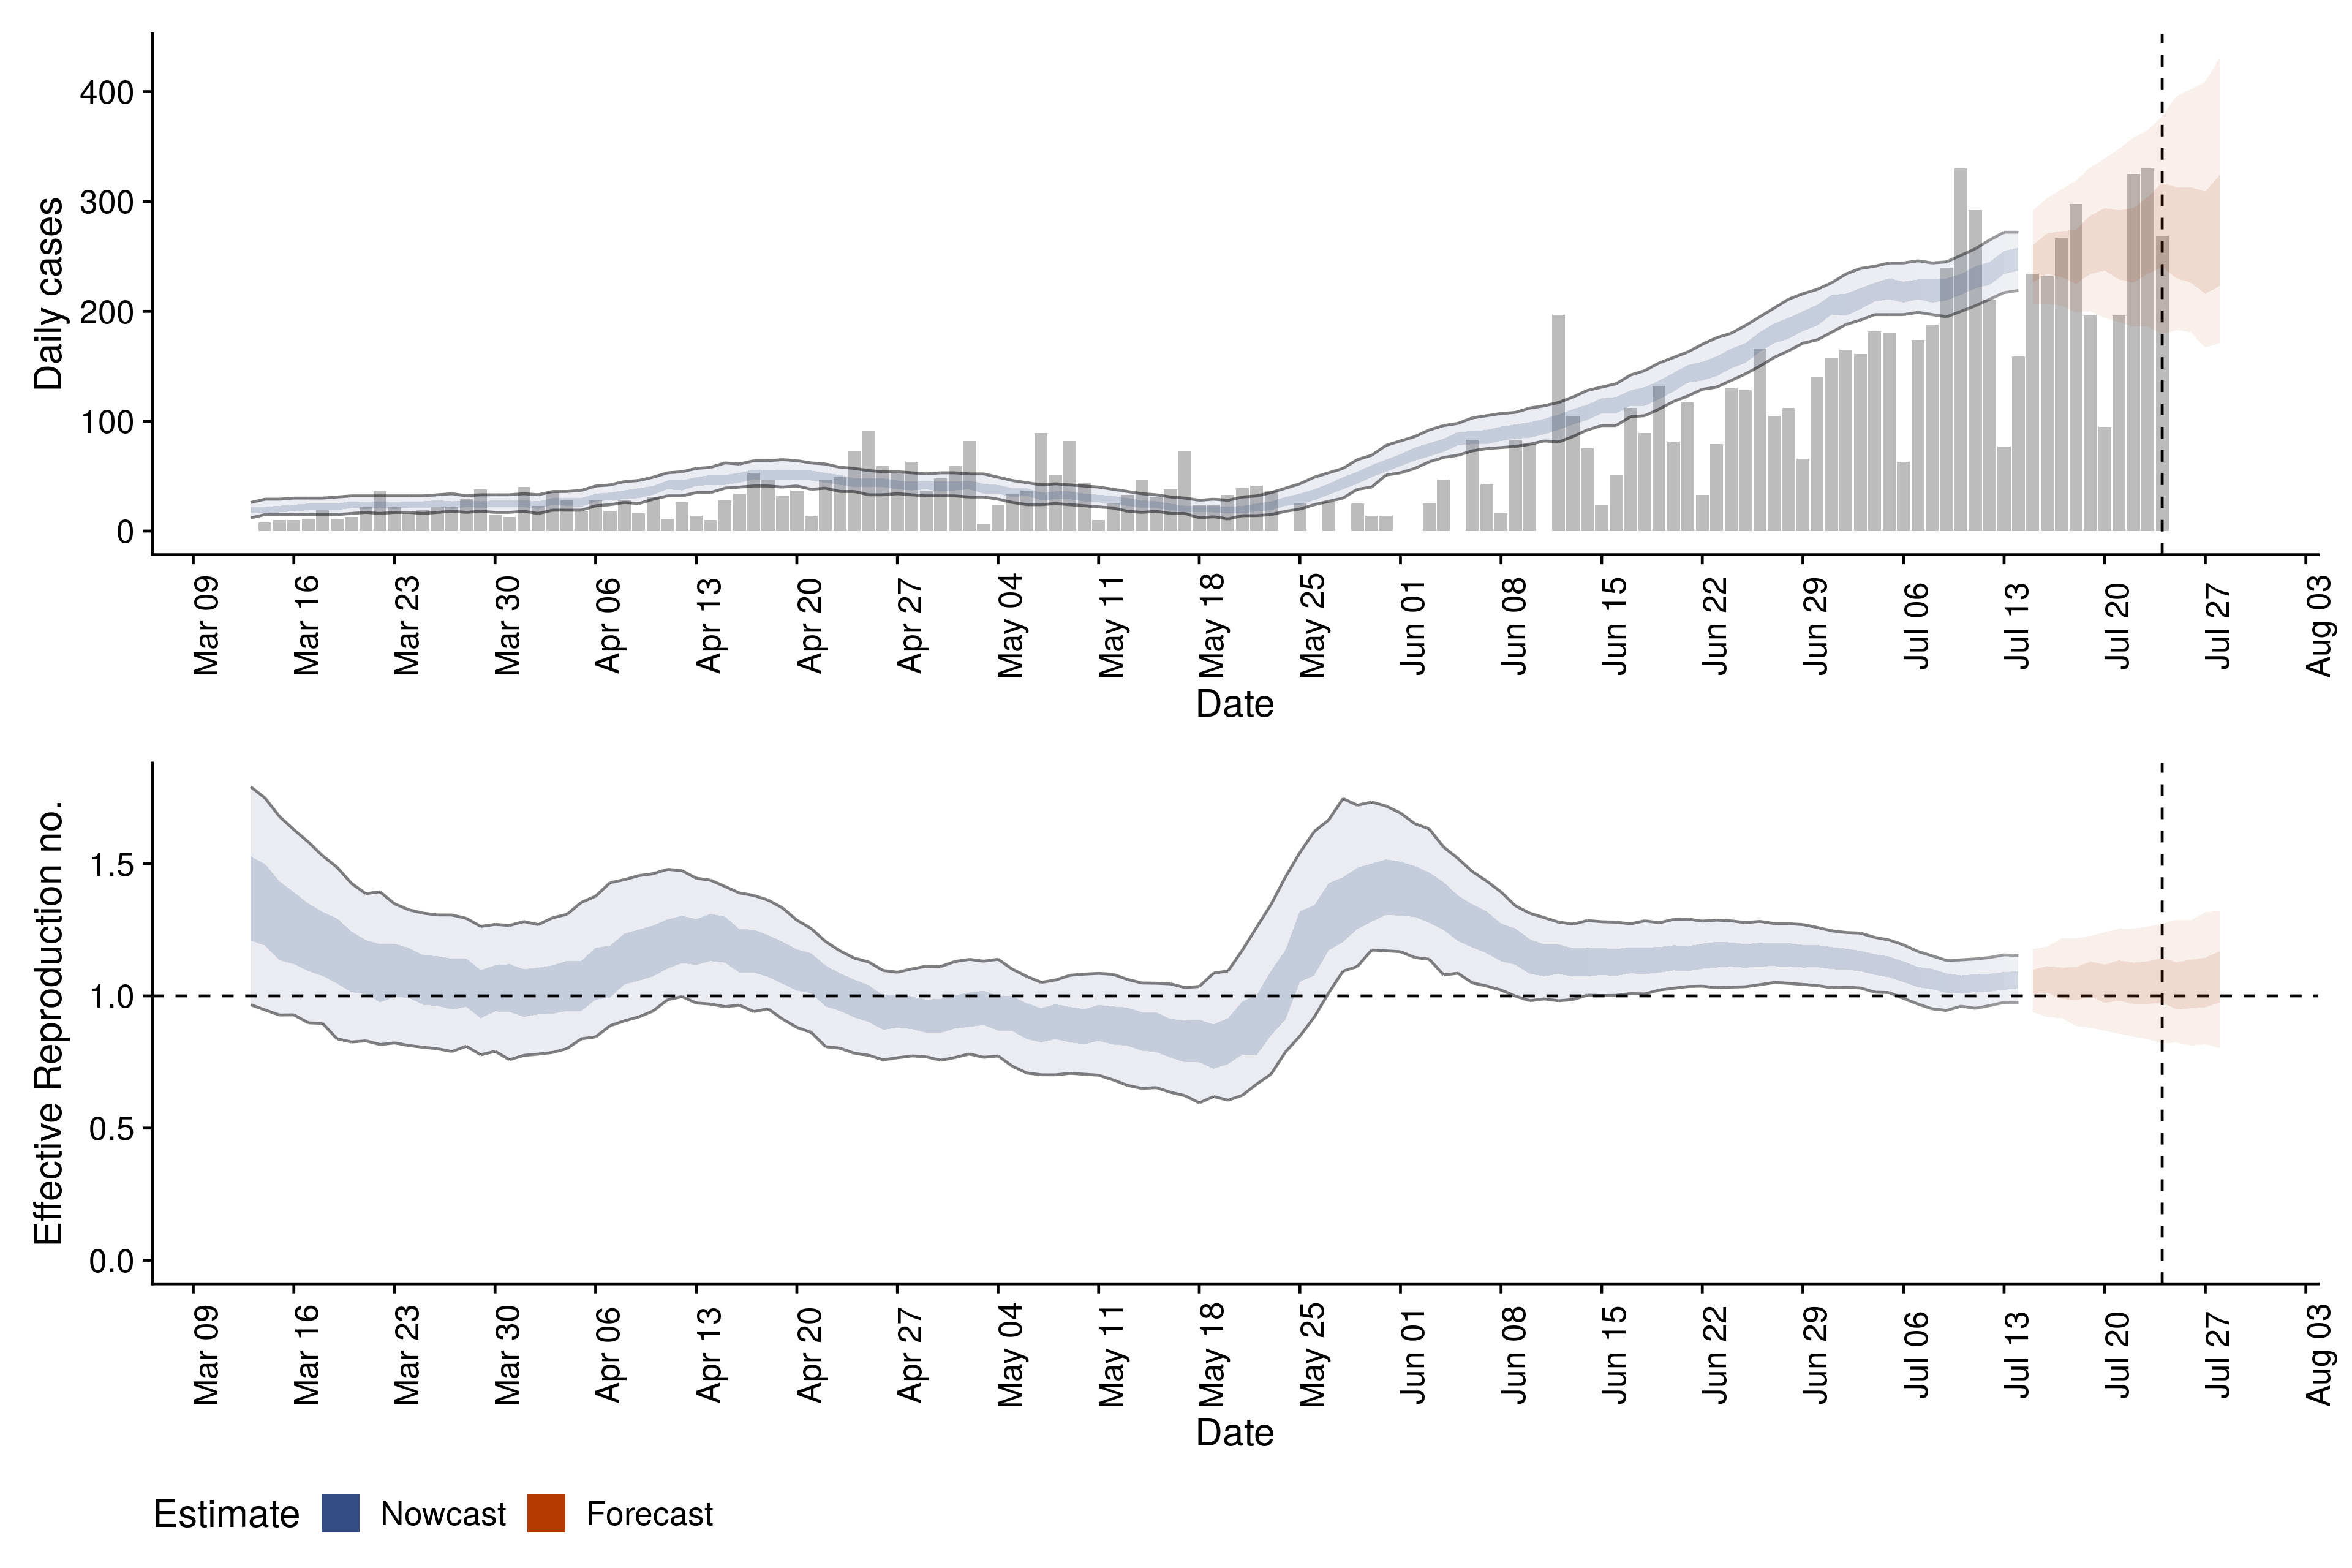 Daily cases
400
300
200
100
0
Mar 09 Mar 16 Mar 23 Mar 30 Apr 06 Apr 13 Apr 20 Apr 27 May 04 May 11 May 18 May 25 Jun 01 Jun 08 Jun 15 Jun 22 Jun 29 Jul 06 Jul 13 Jul 20 Jul 27 Aug 03
Date
Effective Reproduction no.
1.5
1.0
0.5
0.0
Mar 09 Mar 16 Mar 23 Mar 30 Apr 06 Apr 13 Apr 20 Apr 27 May 04 May 11 May 18 May 25 Jun 01 Jun 08 Jun 15 Jun 22 Jun 29 Jul 06 Jul 13 Jul 20 Jul 27 Aug 03
Date
Estimate Nowcast Forecast